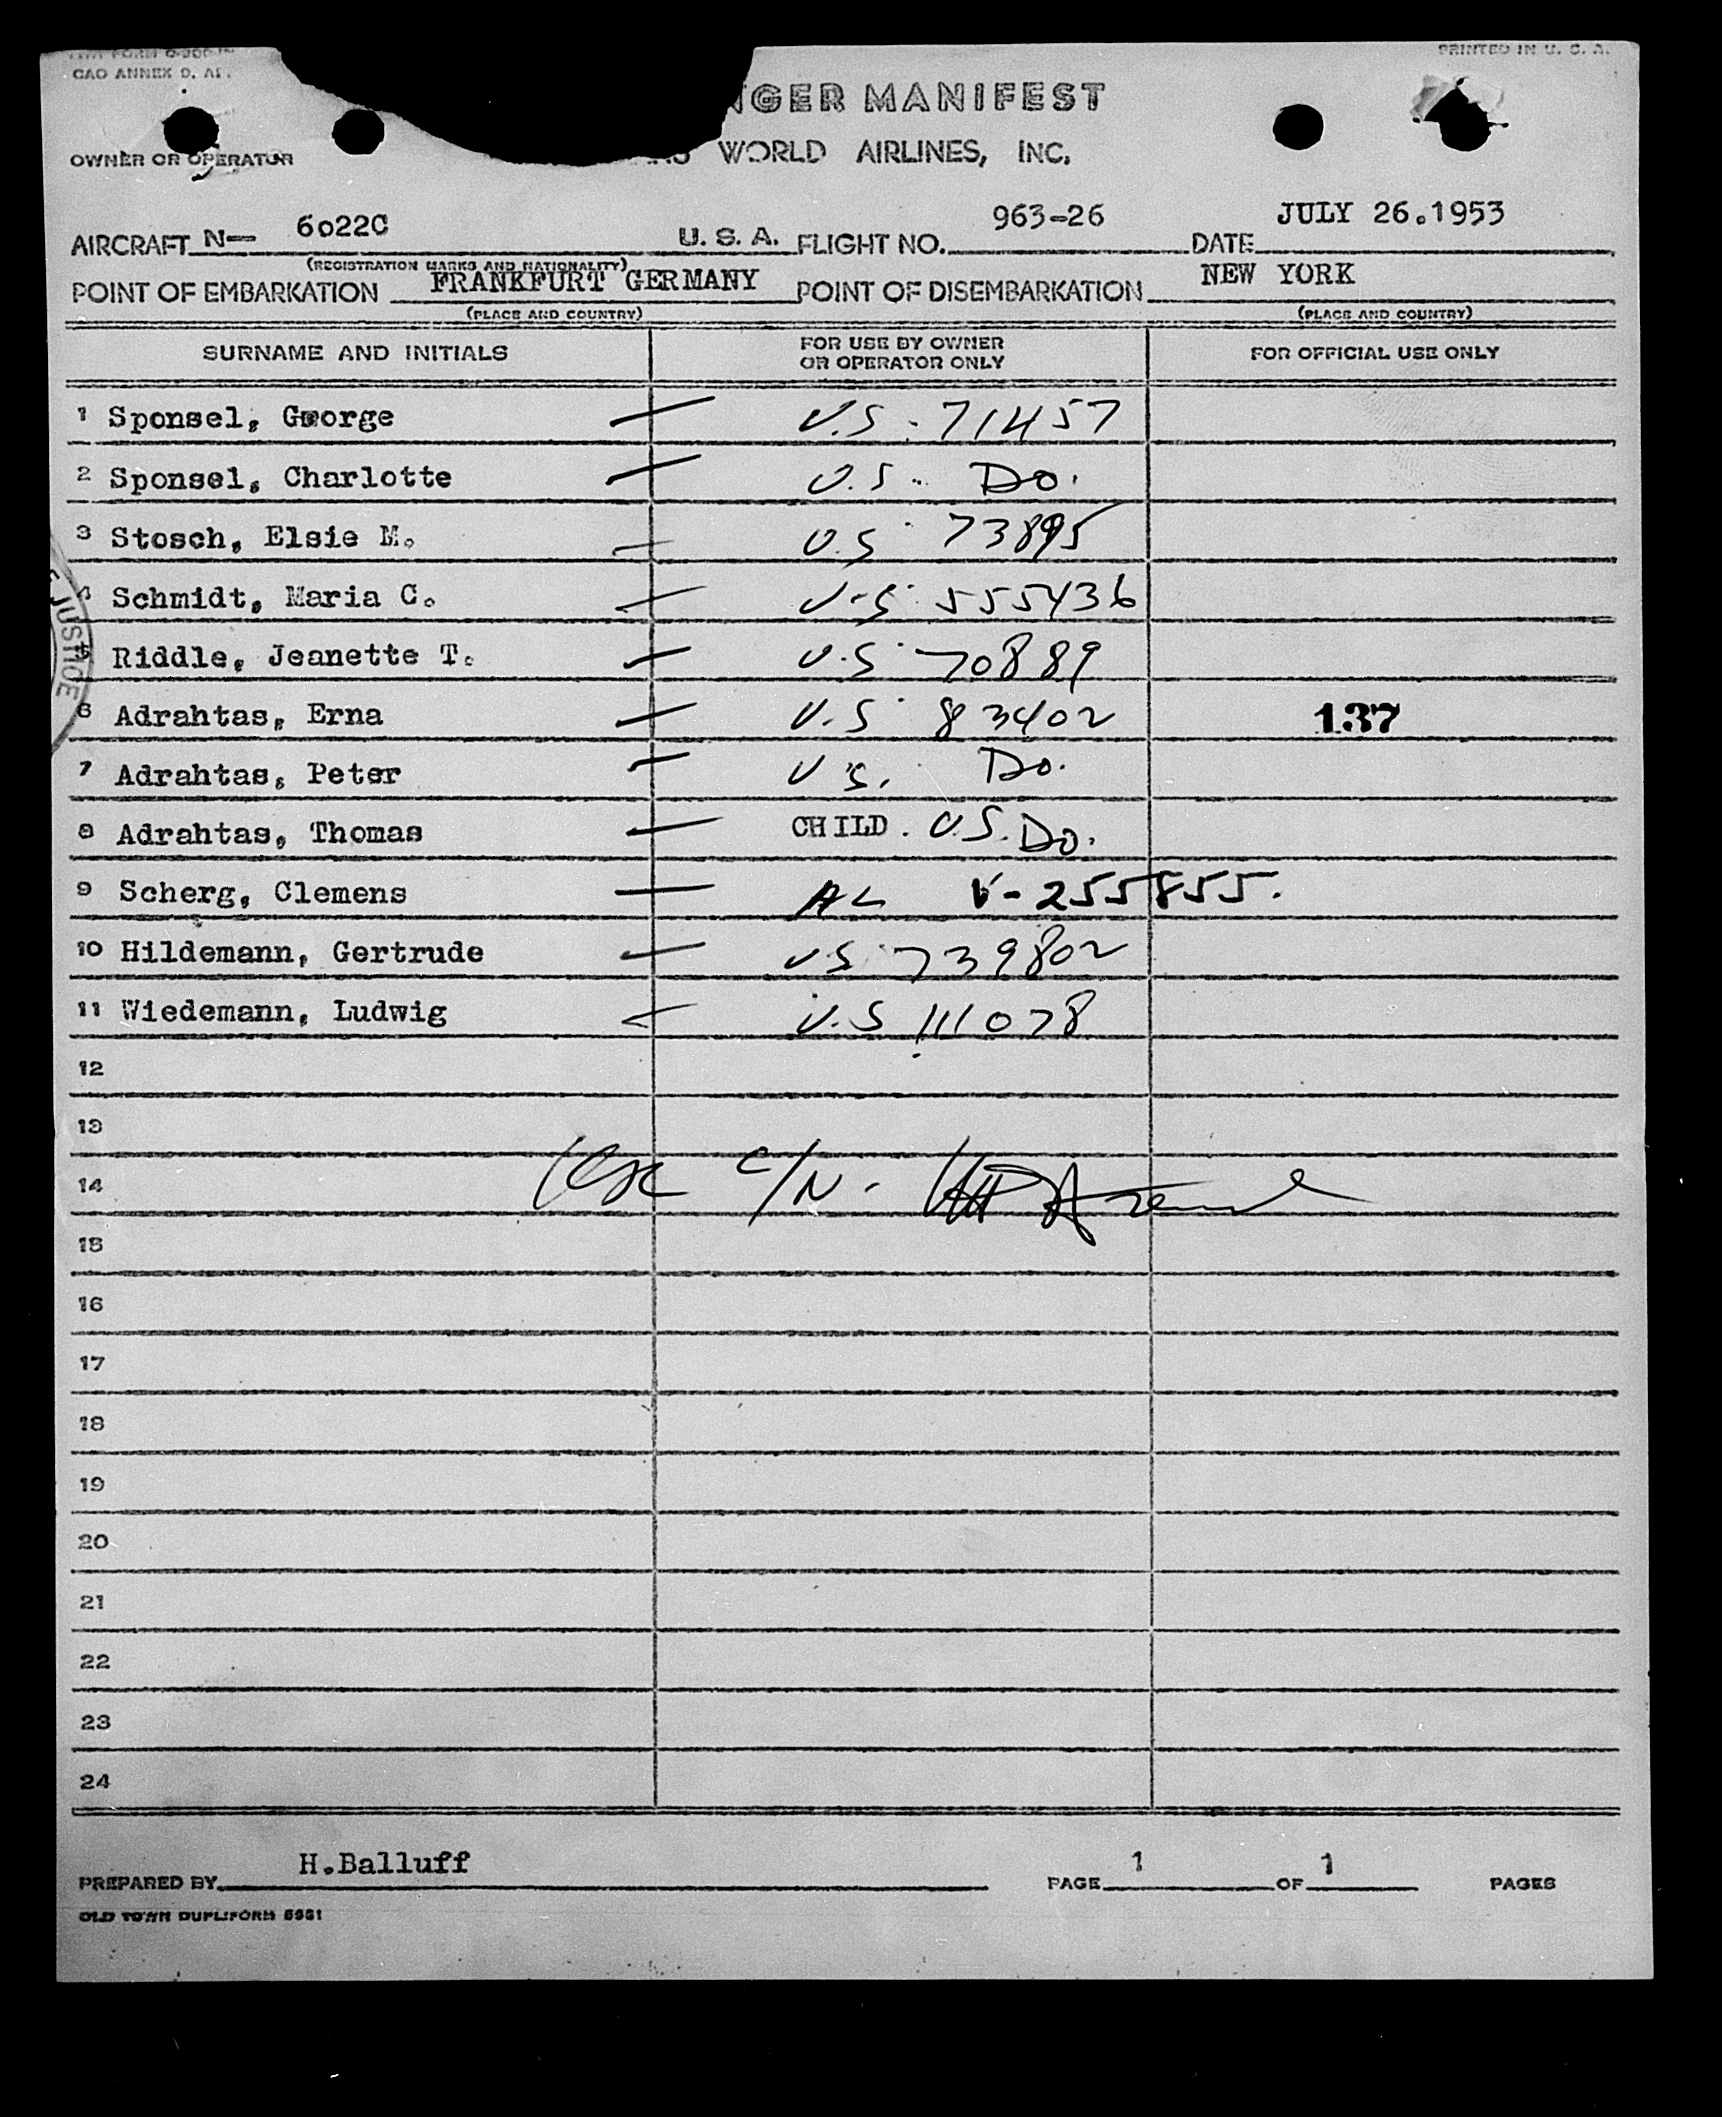 CAO ANNEX 9,
PRINTED IN U. S. A.
NGER MANIFEST
OWNER OR OPERATOR WORLD AIRLINES, INC.
AIRCRAFT N— 6022C U. S. A. FLIGHT NO. 963-26 DATE JULY 26.1953
(REGISTRATION MARKS AND NATIONALITY)
POINT OF EMBARKATION FRANKFURT GERMANY POINT OF DISEMBARKATION NEW YORK
(PLACE AND COUNTRY) (PLACE AND COUNTRY)
SURNAME AND INITIALS FOR USE BY OWNER OR OPERATOR ONLY FOR OFFICIAL USE ONLY
1 Sponsel, George — U.S. 71457
2 Sponsel, Charlotte — U.S. Do.
3 Stosch, Elsie M. — U.S 73895
4 Schmidt, Maria C. — U.S. 555436
5 Riddle, Jeanette T. — U.S. 70889
6 Adrahtas, Erna — U.S. 83402 137
7 Adrahtas, Peter — U.S. Do.
8 Adrahtas, Thomas — CHILD. U.S. Do.
9 Scherg, Clemens — AL V-255855.
10 Hildemann, Gertrude — U.S. 739802
11 Wiedemann, Ludwig — U.S 111078
12
13
14
15
16
17
18
19
20
21
22
23
24
PREPARED BY H.Balluff PAGE 1 OF 1 PAGES
OLD TOWN DUPLIFORM
JUSTICE